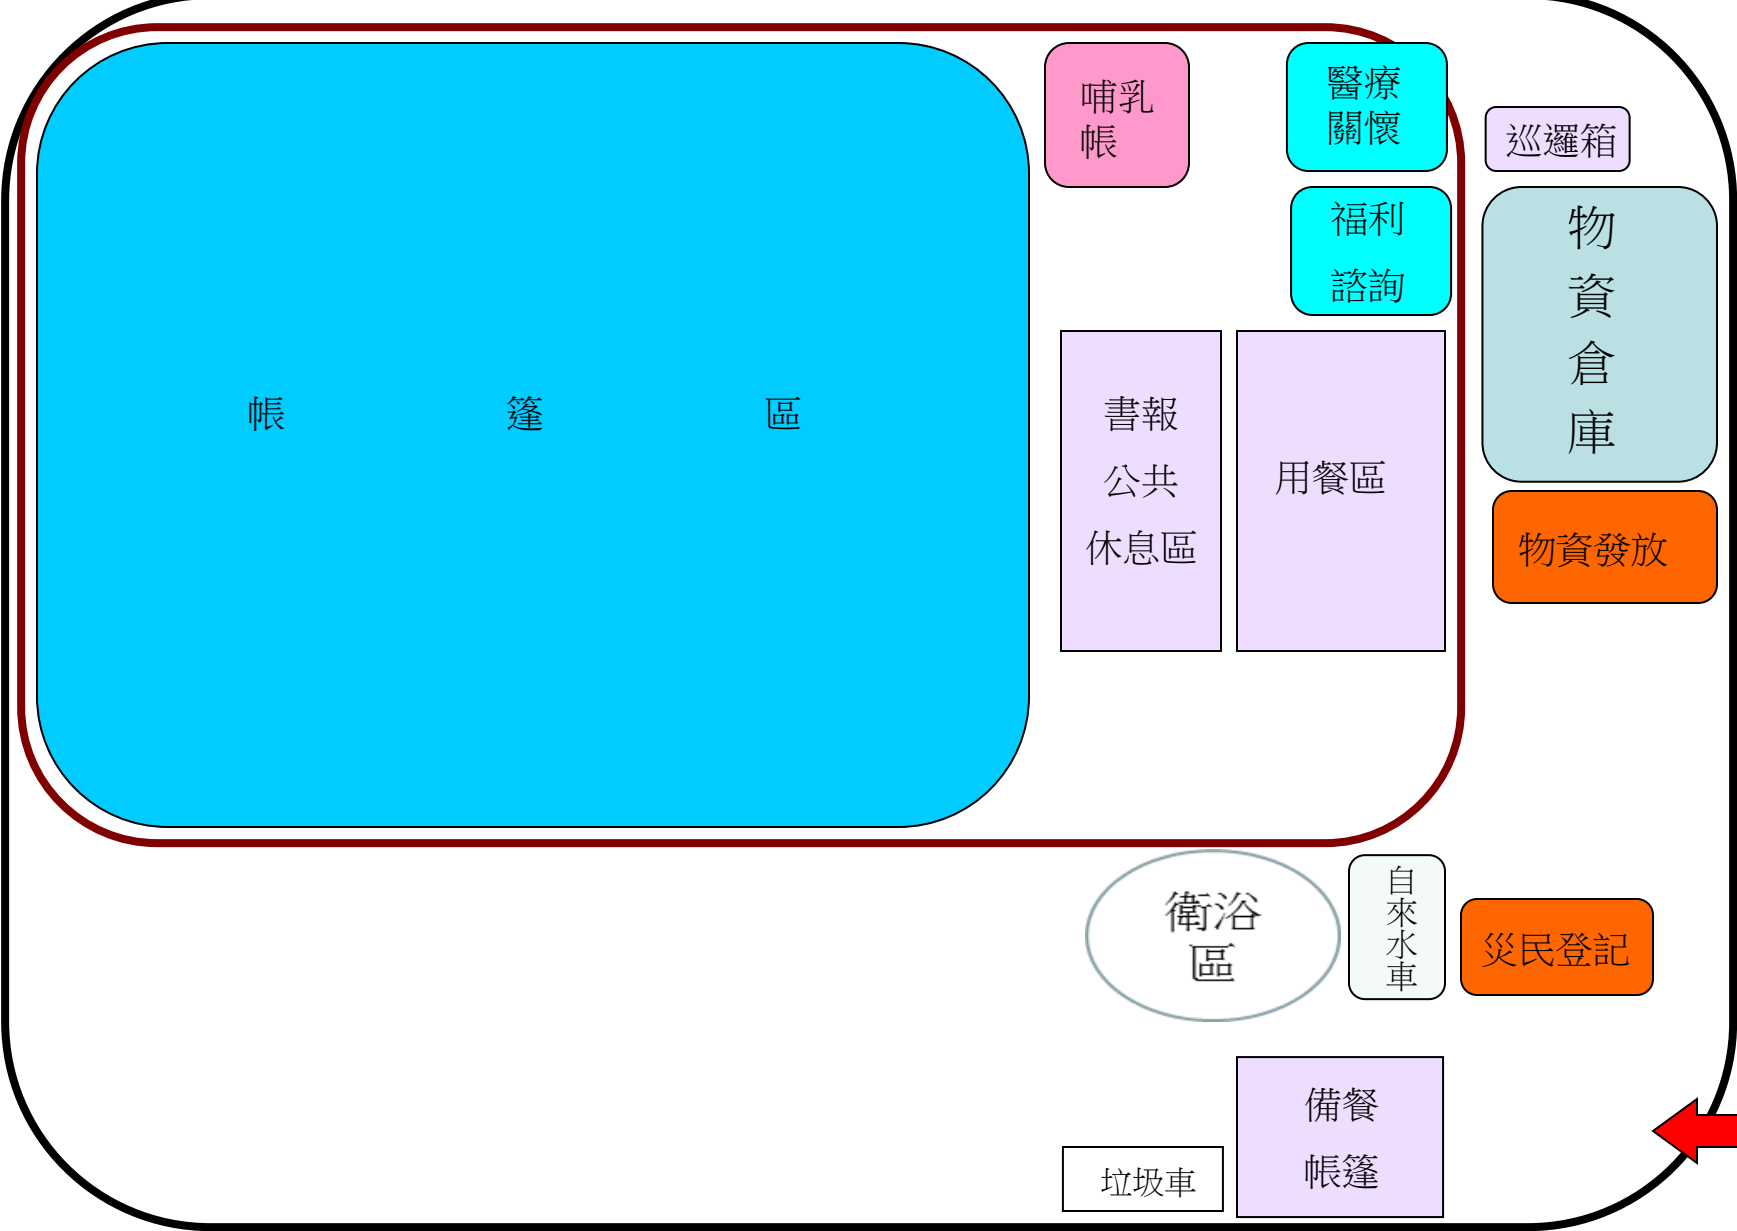 哺乳
帳
醫療
關懷
巡邏箱
福利
諮詢
物
資
倉
庫
帳 篷 區
書報
公共
休息區
用餐區
物資發放
衛浴
區
自
來
水
車
災民登記
備餐
帳篷
垃圾車